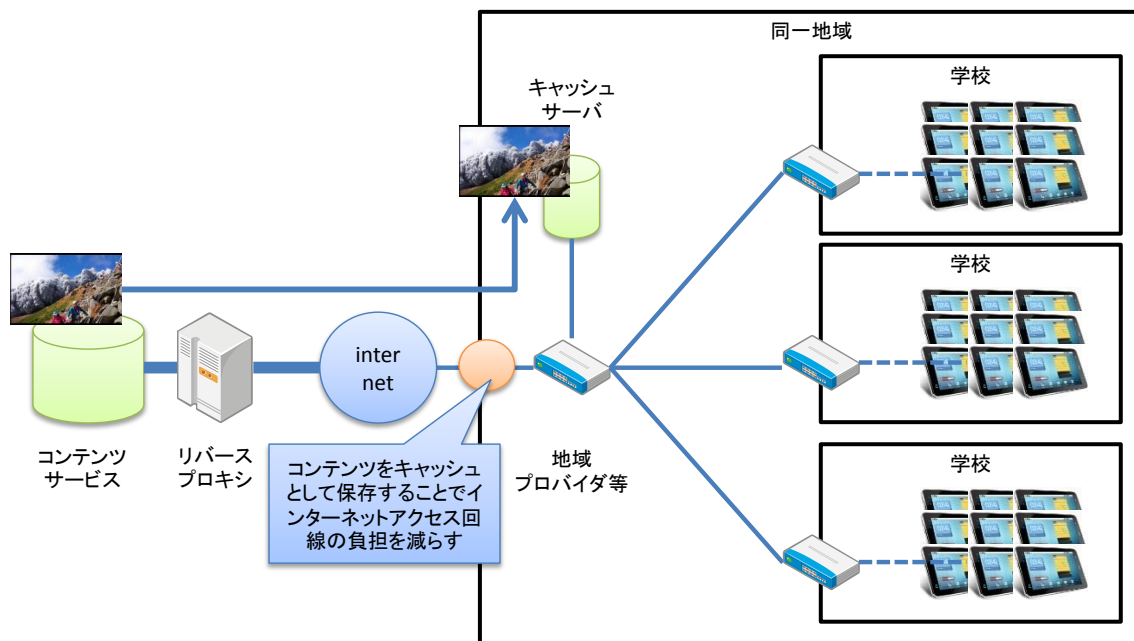 同一地域
学校
キャッシュ
サーバ
学校
inter
net
コンテンツ
サービス
リバース
プロキシ
コンテンツをキャッシュ
として保存することでイ
ンターネットアクセス回
線の負担を減らす
地域
プロバイダ等
学校